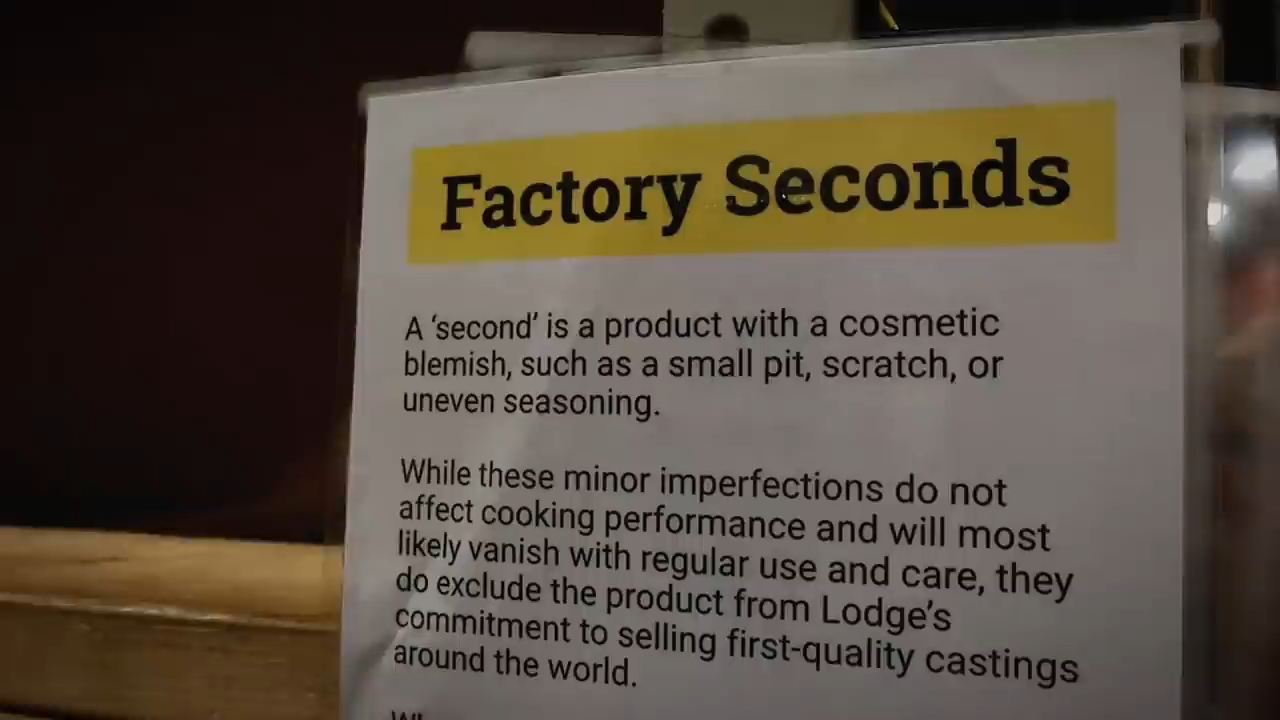 Factory Seconds
A ‘second’ is a product with a cosmetic
blemish, such as a small pit, scratch, or
uneven seasoning.
While these minor imperfections do not
affect cooking performance and will most
likely vanish with regular use and care, they
do exclude the product from Lodge’s
commitment to selling first-quality castings
around the world.